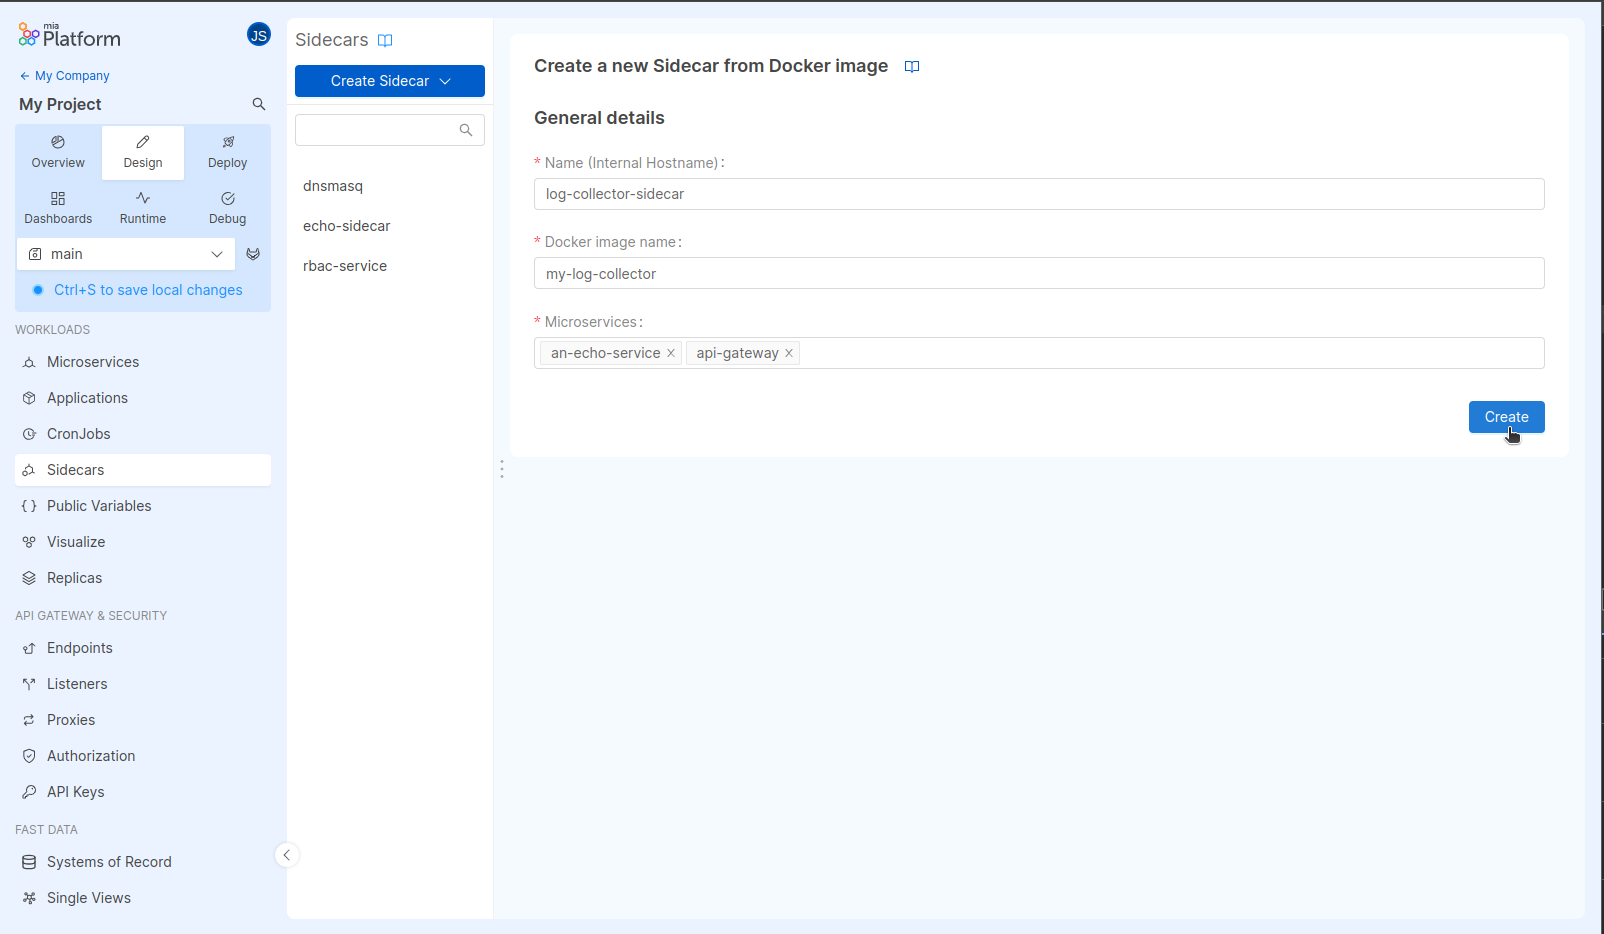 mia
Platform
JS
My Company
My Project
Overview
Design
Deploy
Dashboards
Runtime
Debug
main
Ctrl+S to save local changes
WORKLOADS
Microservices
Applications
CronJobs
Sidecars
Public Variables
Visualize
Replicas
API GATEWAY & SECURITY
Endpoints
Listeners
Proxies
Authorization
API Keys
FAST DATA
Systems of Record
Single Views
Sidecars
Create Sidecar
dnsmasq
echo-sidecar
rbac-service
Create a new Sidecar from Docker image
General details
* Name (Internal Hostname):
log-collector-sidecar
* Docker image name:
my-log-collector
* Microservices:
an-echo-service
api-gateway
Create